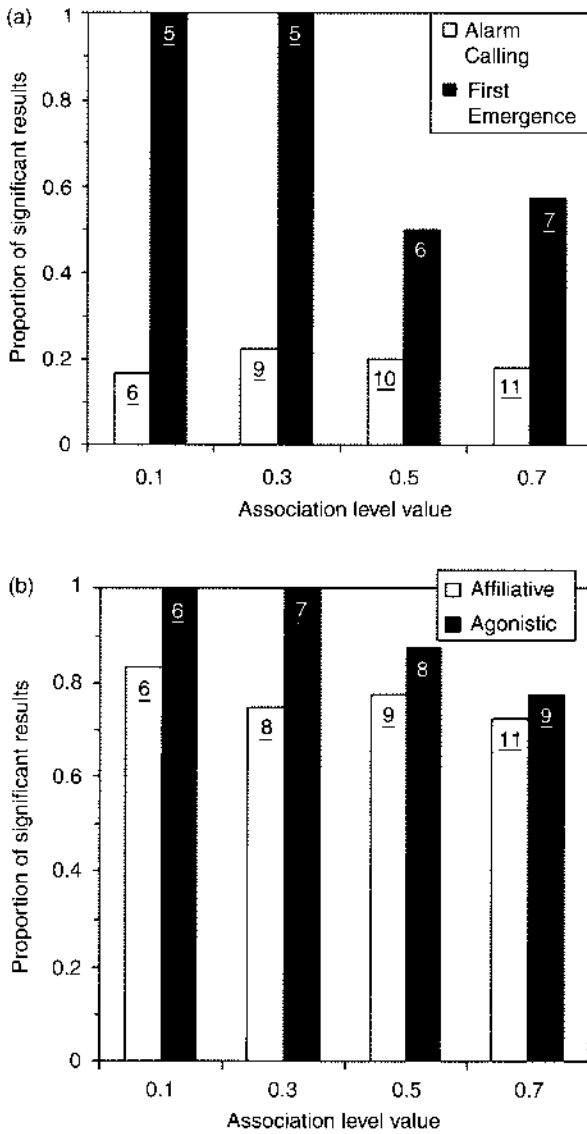 (a)
1
0.8
0.6
0.4
0.2
0
Proportion of significant results
Alarm
Calling
First
Emergence
5
5
6
7
6
9
10
11
0.1 0.3 0.5 0.7
Association level value
(b)
1
0.8
0.6
0.4
0.2
0
Proportion of significant results
Affiliative
Agonistic
6
7
8
9
6
8
9
11
0.1 0.3 0.5 0.7
Association level value